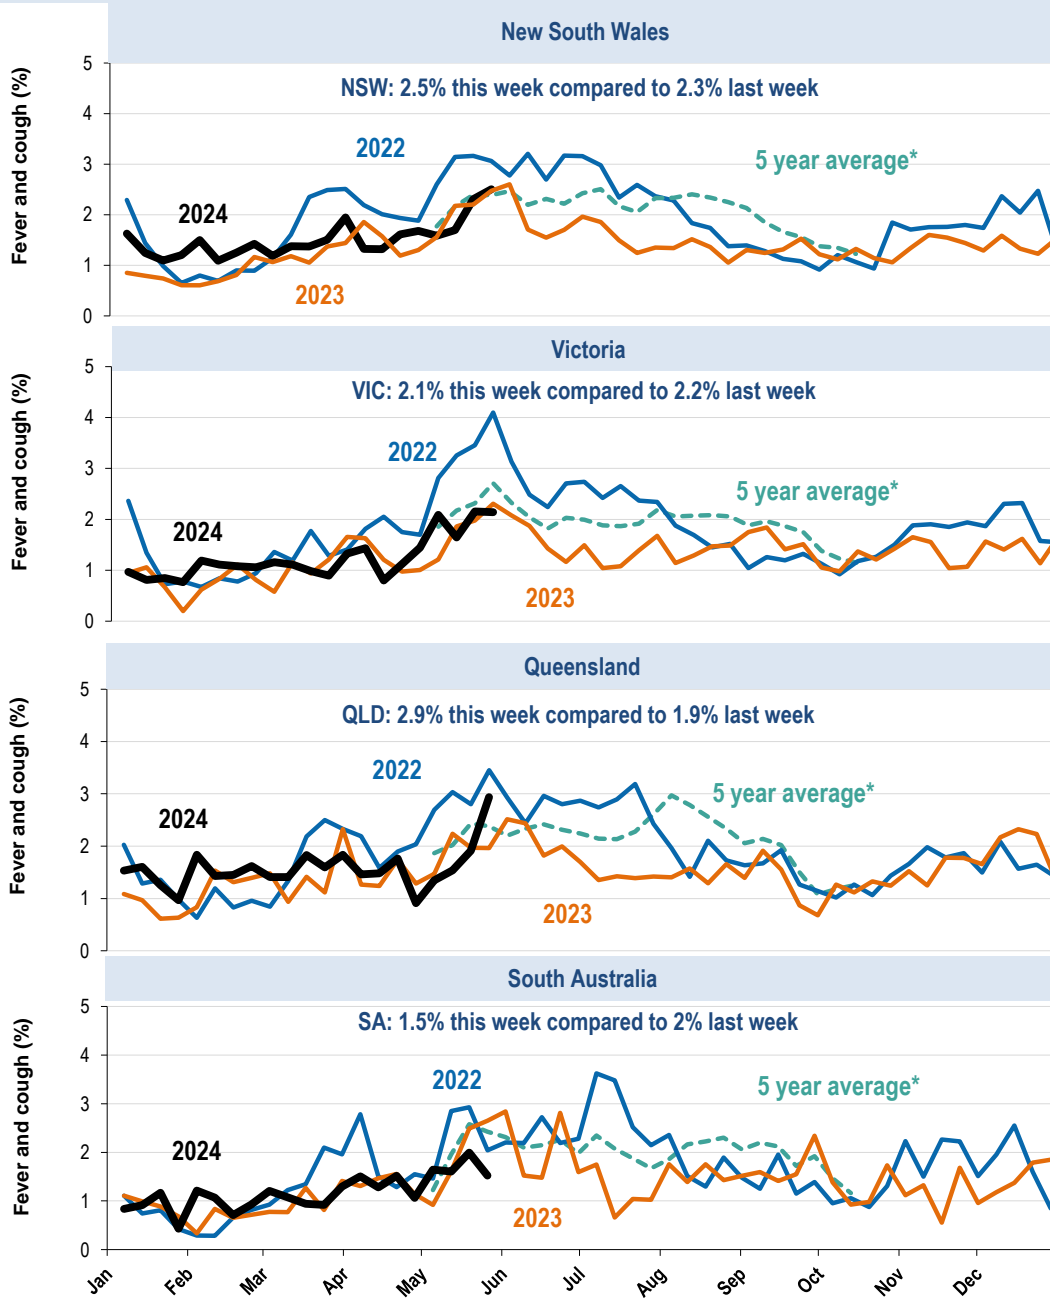 New South Wales
Fever and cough (%)
5
4
3
2
1
0
NSW: 2.5% this week compared to 2.3% last week
2022
5 year average*
2024
2023
Victoria
Fever and cough (%)
5
4
3
2
1
0
VIC: 2.1% this week compared to 2.2% last week
2022
5 year average*
2024
2023
Queensland
Fever and cough (%)
5
4
3
2
1
0
QLD: 2.9% this week compared to 1.9% last week
2022
5 year average*
2024
2023
South Australia
Fever and cough (%)
5
4
3
2
1
0
SA: 1.5% this week compared to 2% last week
2022
5 year average*
2024
2023
Jan Feb Mar Apr May Jun Jul Aug Sep Oct Nov Dec